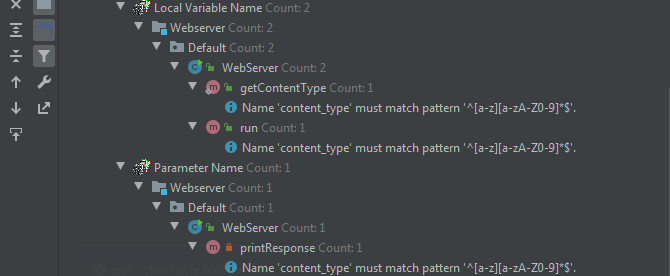 Local Variable Name Count: 2
Webserver Count: 2
Default Count: 2
WebServer Count: 2
getContentType Count: 1
Name 'content_type' must match pattern '^[a-z][a-zA-Z0-9]*$'.
run Count: 1
Name 'content_type' must match pattern '^[a-z][a-zA-Z0-9]*$'.
Parameter Name Count: 1
Webserver Count: 1
Default Count: 1
WebServer Count: 1
printResponse Count: 1
Name 'content_type' must match pattern '^[a-z][a-zA-Z0-9]*$'.